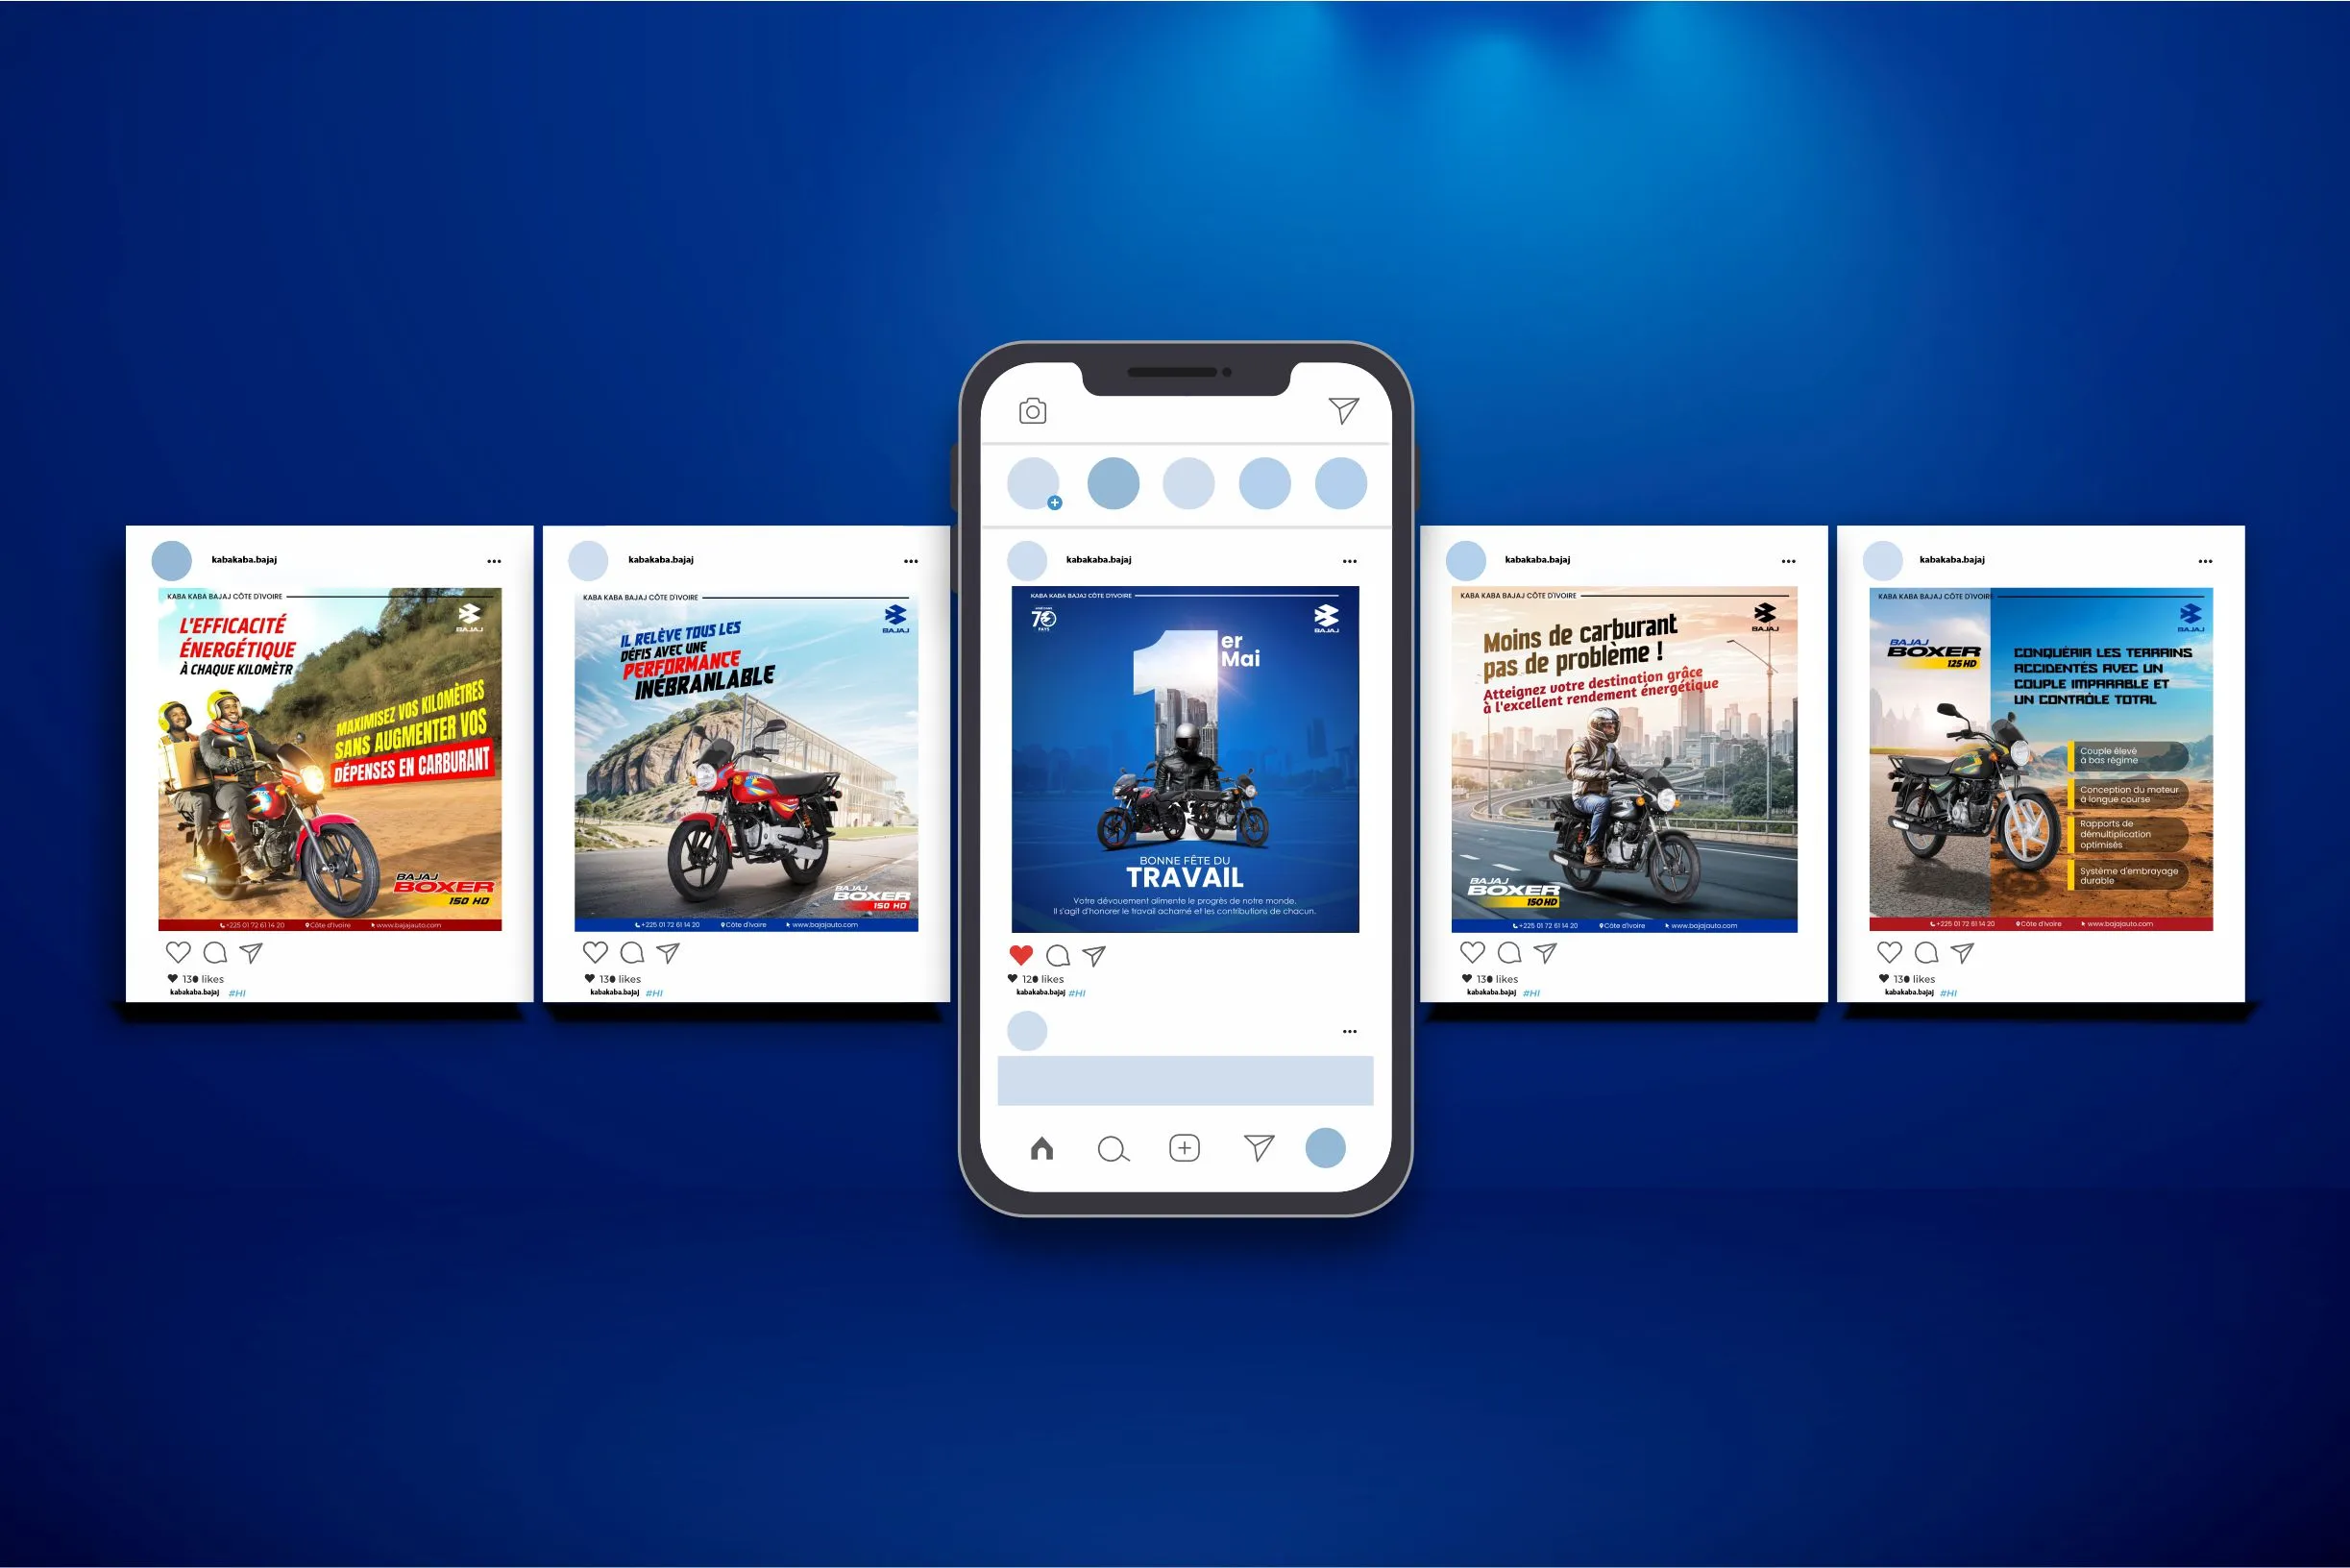 kabakaba.bajaj
KABA KABA BAJAJ CÔTE D'IVOIRE
BAJAJ
L'EFFICACITÉ
ÉNERGÉTIQUE
À CHAQUE KILOMÈTR
MAXIMISEZ VOS KILOMÈTRES
SANS AUGMENTER VOS
DÉPENSES EN CARBURANT
BAJAJ
BOXER
150 HD
+225 01 72 61 14 20 Côte d'Ivoire www.bajajauto.com
130 likes
kabakaba.bajaj #HI
kabakaba.bajaj
KABA KABA BAJAJ CÔTE D'IVOIRE
BAJAJ
IL RELÈVE TOUS LES
DÉFIS AVEC UNE
PERFORMANCE
INÉBRANLABLE
BAJAJ
BOXER
150 HD
+225 01 72 61 14 20 Côte d'Ivoire www.bajajauto.com
130 likes
kabakaba.bajaj #HI
kabakaba.bajaj
KABA KABA BAJAJ CÔTE D'IVOIRE
70
BAJAJ
1er
Mai
BONNE FÊTE DU
TRAVAIL
Votre dévouement alimente le progrès de notre monde.
Il s'agit d'honorer le travail acharné et les contributions de chacun.
120 likes
kabakaba.bajaj #HI
kabakaba.bajaj
KABA KABA BAJAJ CÔTE D'IVOIRE
BAJAJ
Moins de carburant
pas de problème !
Atteignez votre destination grâce
à l'excellent rendement énergétique
BAJAJ
BOXER
150 HD
+225 01 72 61 14 20 Côte d'Ivoire www.bajajauto.com
130 likes
kabakaba.bajaj #HI
kabakaba.bajaj
KABA KABA BAJAJ CÔTE D'IVOIRE
BAJAJ
BAJAJ
BOXER
125 HD
CONQUÉRIR LES TERRAINS
ACCIDENTÉS AVEC UN
COUPLE IMPARABLE ET
UN CONTRÔLE TOTAL
Couple élevé
à bas régime
Conception du moteur
à longue course
Rapports de
démultiplication
optimisés
Système d'embrayage
durable
+225 01 72 61 14 20 Côte d'Ivoire www.bajajauto.com
130 likes
kabakaba.bajaj #HI